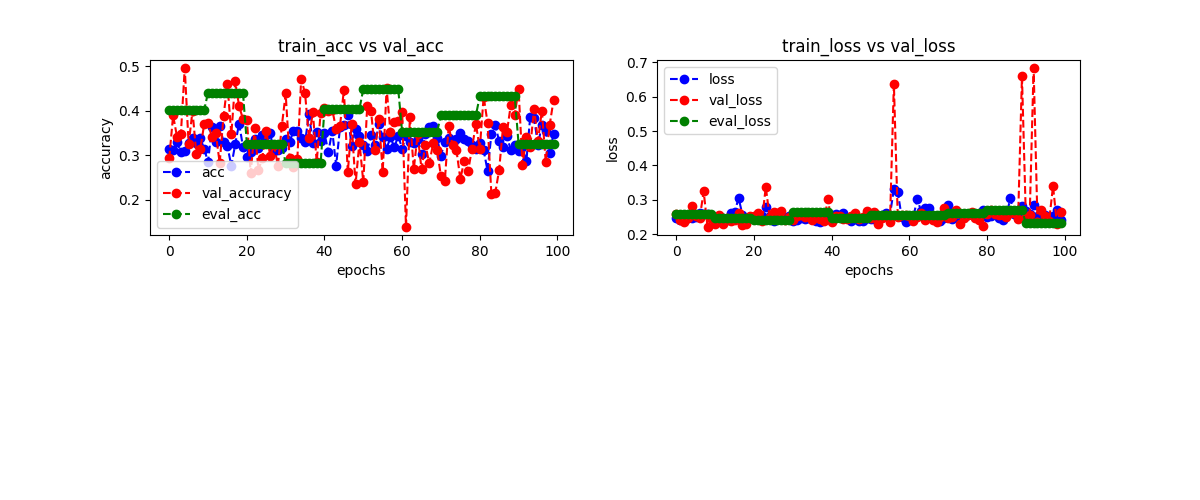 train_acc vs val_acc
accuracy
0.5
0.4
0.3
0.2
acc
val_accuracy
eval_acc
0
20
40
60
80
100
epochs
train_loss vs val_loss
loss
0.7
0.6
0.5
0.4
0.3
0.2
loss
val_loss
eval_loss
0
20
40
60
80
100
epochs